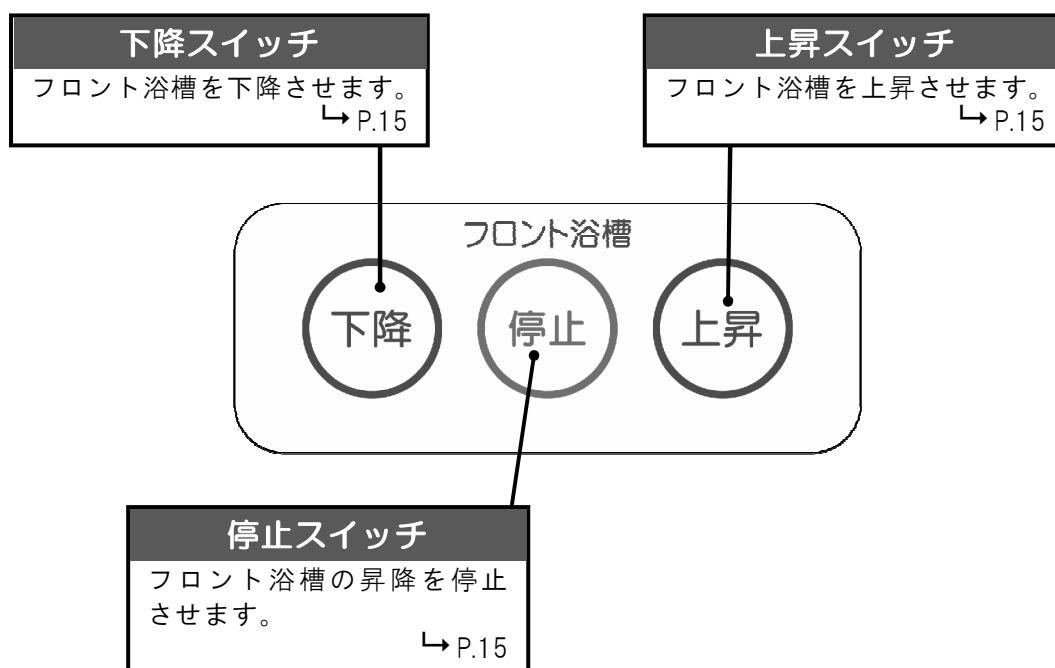 下降スイッチ
フロント浴槽を下降させます。
↳ P.15
上昇スイッチ
フロント浴槽を上昇させます。
↳ P.15
フロント浴槽
下降
停止
上昇
停止スイッチ
フロント浴槽の昇降を停止
させます。
↳ P.15